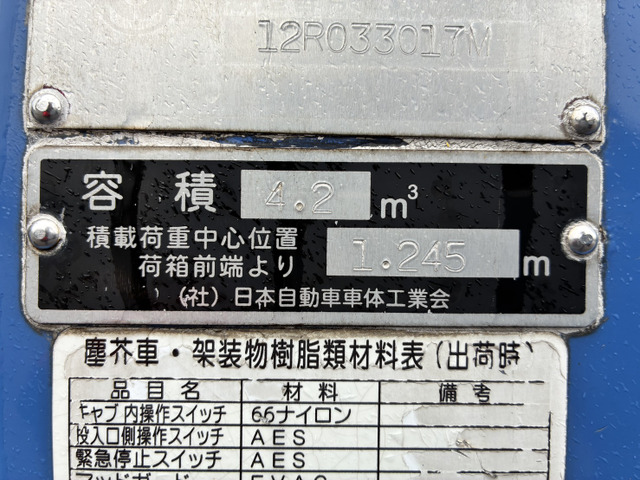 12R033017M
容積 4.2 m³
積載荷重中心位置
荷箱前端より 1.245 m
(社)日本自動車車体工業会
塵芥車・架装物樹脂類材料表(出荷時)
品目名 材料 備考
キャブ内操作スイッチ 66ナイロン
投入口側操作スイッチ AES
緊急停止スイッチ AES